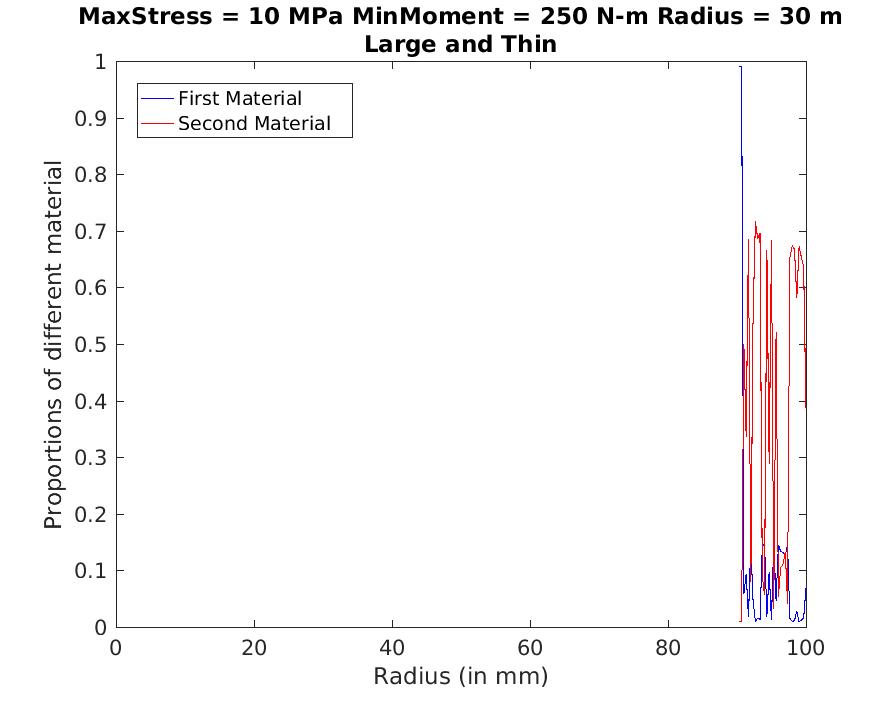 MaxStress = 10 MPa MinMoment = 250 N-m Radius = 30 m
Large and Thin
1
0.9
0.8
0.7
0.6
0.5
0.4
0.3
0.2
0.1
0
First Material
Second Material
Proportions of different material
0 20 40 60 80 100
Radius (in mm)